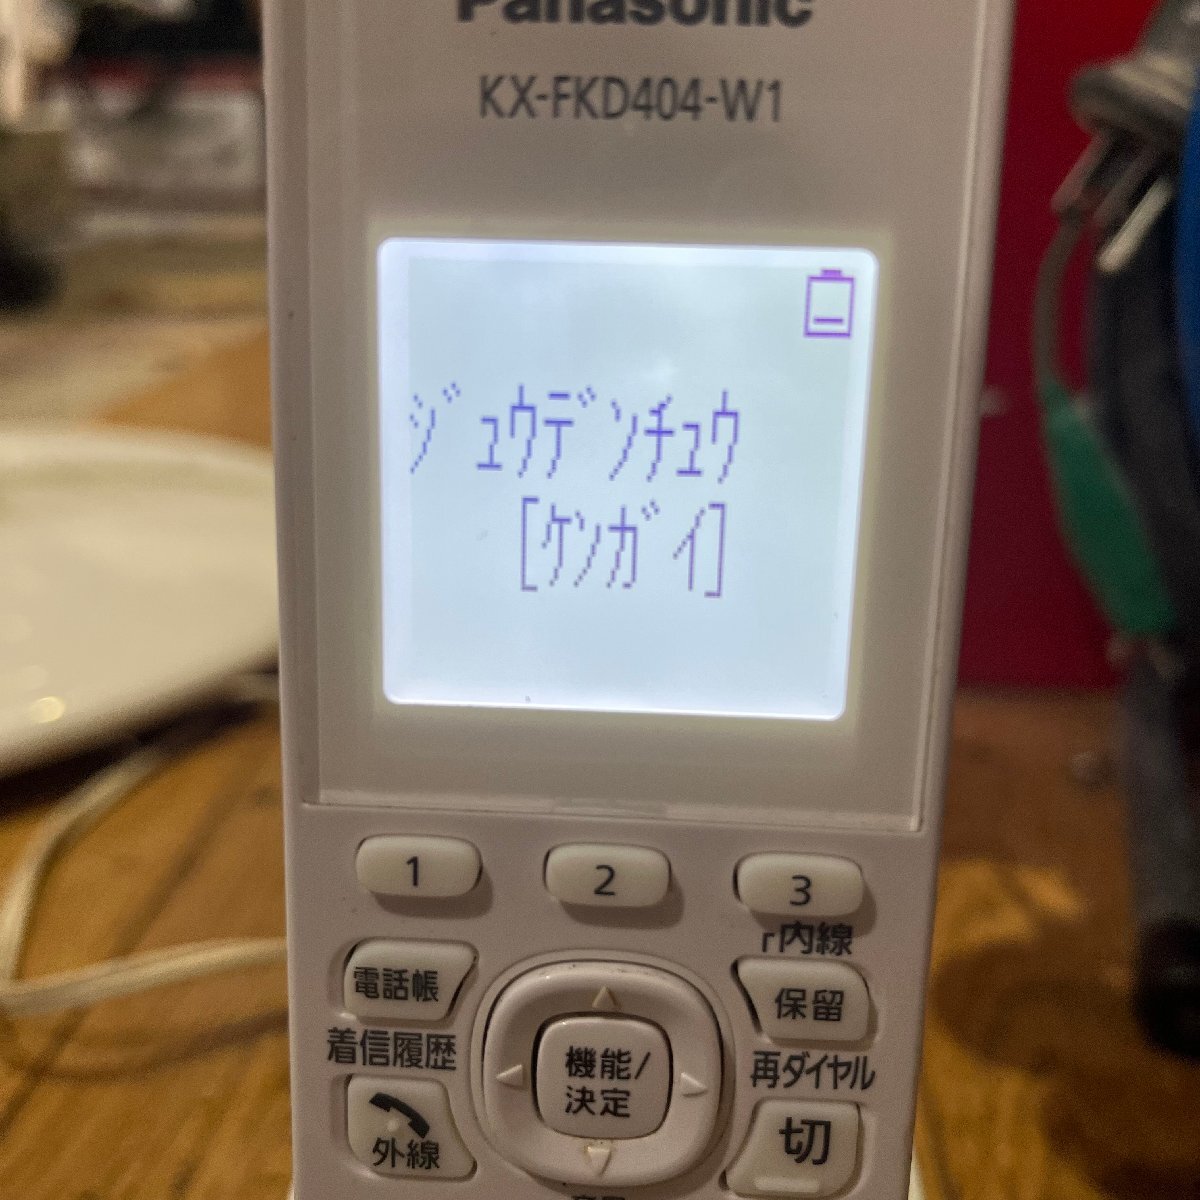 Panasonic
KX-FKD404-W1
ｼﾞｭｳﾃﾞﾝﾁｭｳ
[ｹﾝｶﾞｲ]
1
2
3
r内線
電話帳
保留
着信履歴
機能/
決定
再ダイヤル
外線
切